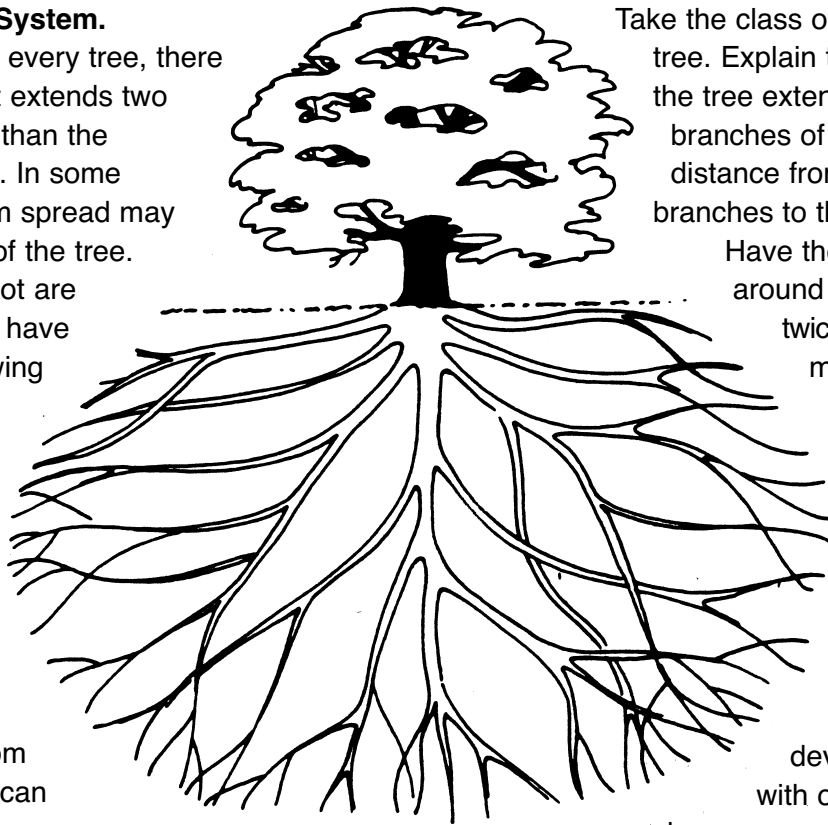 System.
every tree, there
extends two
than the
. In some
spread may
of the tree.
ot are
have
ving
om
can
Take the class o
tree. Explain t
the tree exten
branches of
distance from
branches to th
Have the
around
twic
m
dev
with o